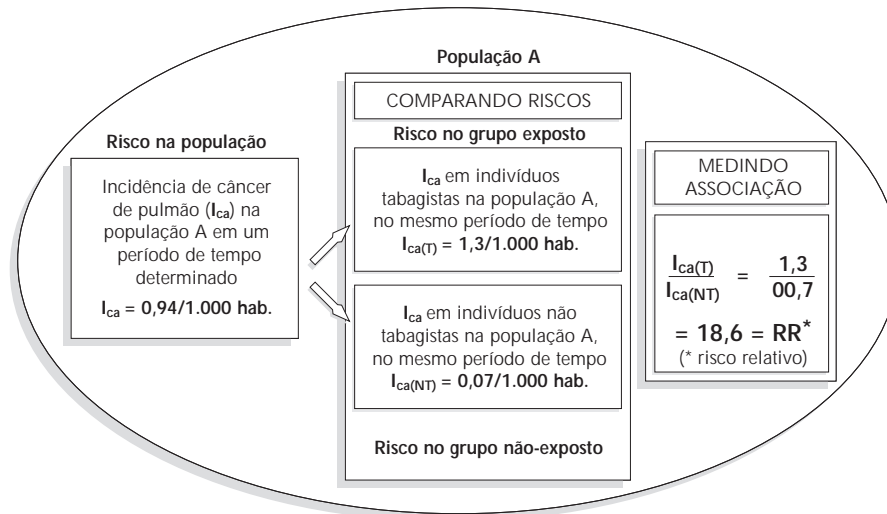 População A
COMPARANDO RISCOS
Risco na população
Incidência de câncer
de pulmão (Ica) na
população A em um
período de tempo
determinado
Ica = 0,94/1.000 hab.
Risco no grupo exposto
Ica em indivíduos
tabagistas na população A,
no mesmo período de tempo
Ica(T) = 1,3/1.000 hab.
Ica em indivíduos não
tabagistas na população A,
no mesmo período de tempo
Ica(NT) = 0,07/1.000 hab.
Risco no grupo não-exposto
MEDINDO
ASSOCIAÇÃO
Ica(T) = 1,3
Ica(NT) 00,7
= 18,6 = RR*
(* risco relativo)